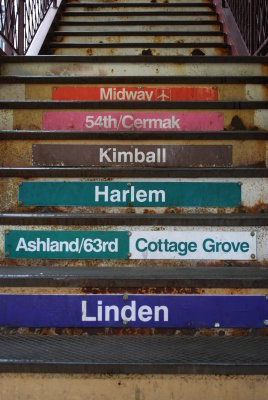 Midway
54th/Cermak
Kimball
Harlem
Ashland/63rd Cottage Grove
Linden